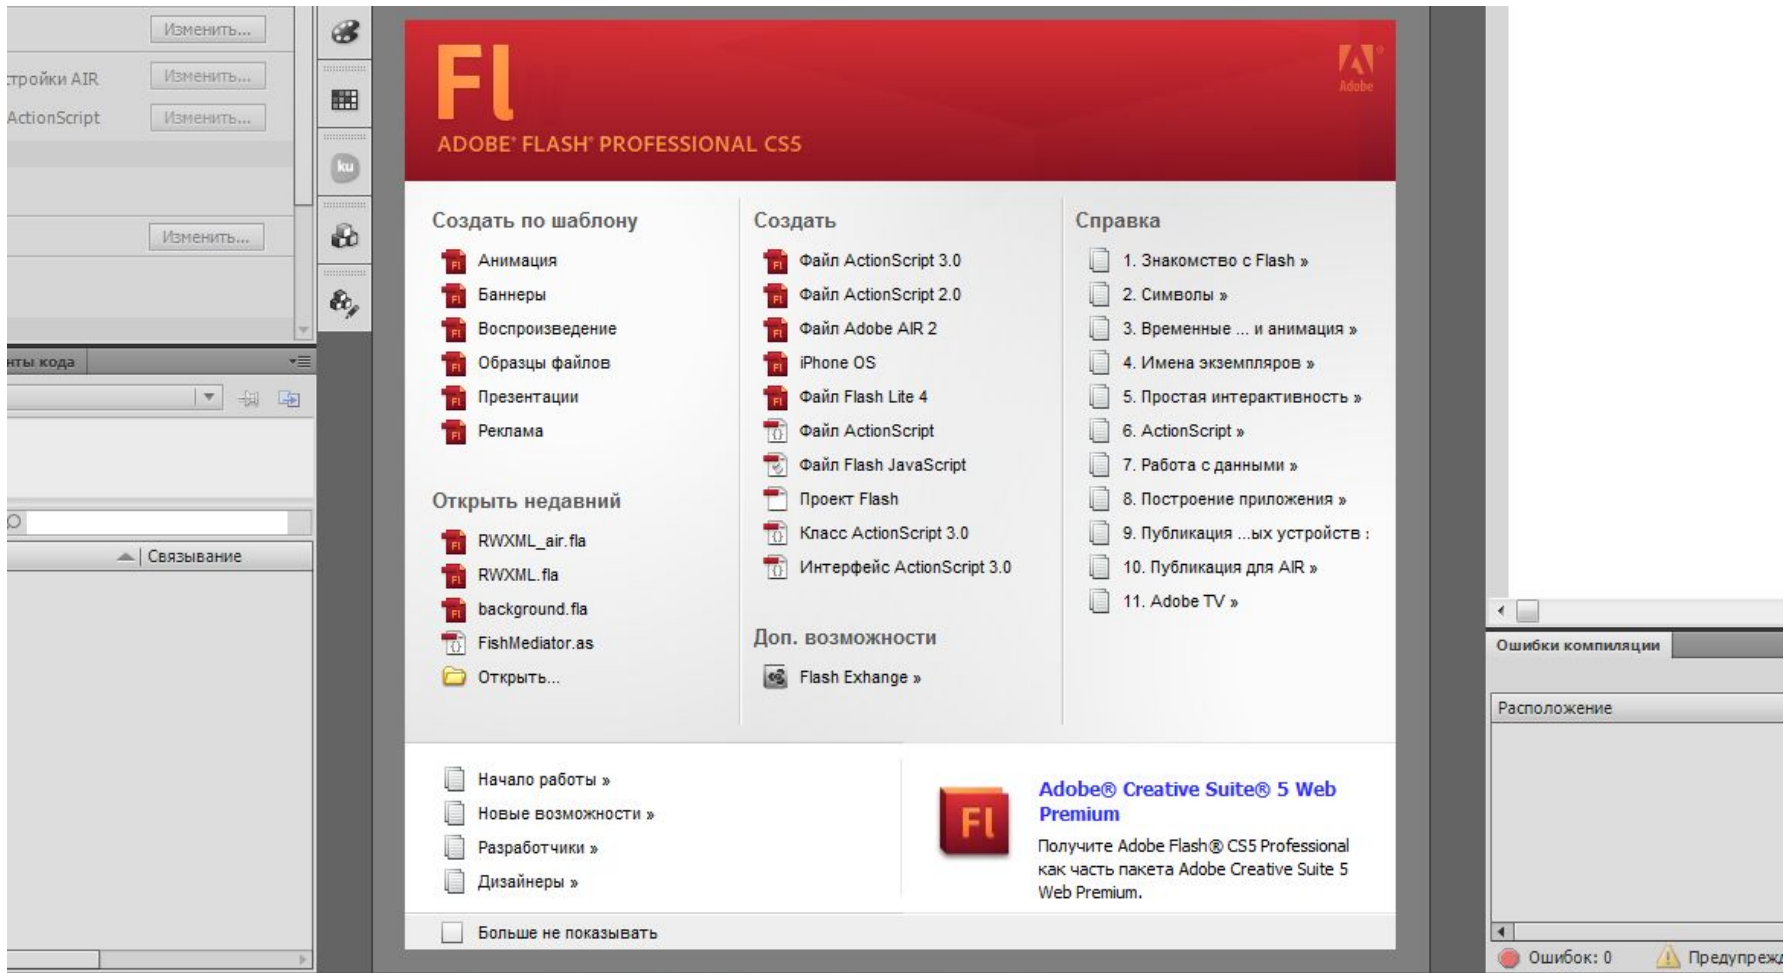 Изменить...
тройки AIR
Изменить...
ActionScript
Изменить...
Изменить...
ku
нты кода
Связывание
Fl
Adobe
ADOBE® FLASH® PROFESSIONAL CS5
Создать по шаблону
Анимация
Баннеры
Воспроизведение
Образцы файлов
Презентации
Реклама
Открыть недавний
RWXML_air.fla
RWXML.fla
background.fla
FishMediator.as
Открыть...
Создать
Файл ActionScript 3.0
Файл ActionScript 2.0
Файл Adobe AIR 2
iPhone OS
Файл Flash Lite 4
Файл ActionScript
Файл Flash JavaScript
Проект Flash
Класс ActionScript 3.0
Интерфейс ActionScript 3.0
Доп. возможности
Flash Exhange »
Справка
1. Знакомство с Flash »
2. Символы »
3. Временные ... и анимация »
4. Имена экземпляров »
5. Простая интерактивность »
6. ActionScript »
7. Работа с данными »
8. Построение приложения »
9. Публикация ...ых устройств
10. Публикация для AIR »
11. Adobe TV »
Начало работы »
Новые возможности »
Разработчики »
Дизайнеры »
Fl
Adobe® Creative Suite® 5 Web
Premium
Получите Adobe Flash® CS5 Professional
как часть пакета Adobe Creative Suite 5
Web Premium.
Больше не показывать
Ошибки компиляции
Расположение
Ошибок: 0
Предупреж